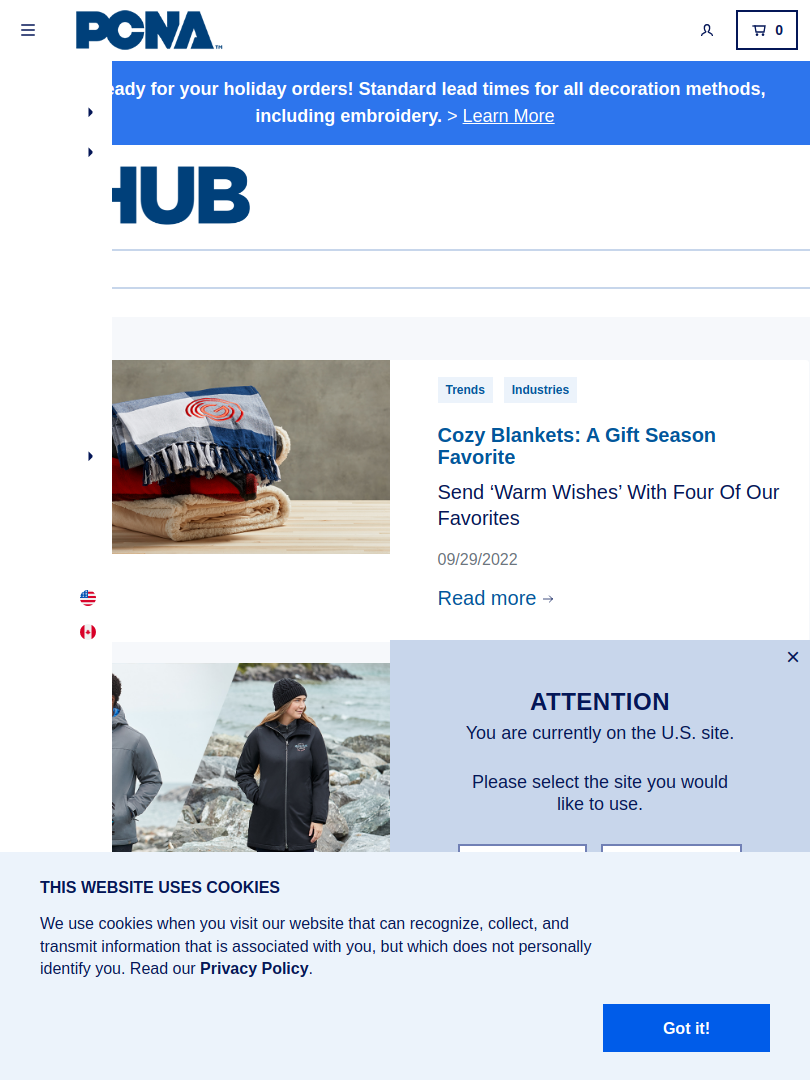 PCNA
TM
0
eady for your holiday orders! Standard lead times for all decoration methods,
including embroidery. > Learn More
HUB
Trends
Industries
Cozy Blankets: A Gift Season
Favorite
Send ‘Warm Wishes’ With Four Of Our
Favorites
09/29/2022
Read more
ATTENTION
You are currently on the U.S. site.
Please select the site you would
like to use.
THIS WEBSITE USES COOKIES
We use cookies when you visit our website that can recognize, collect, and
transmit information that is associated with you, but which does not personally
identify you. Read our Privacy Policy.
Got it!